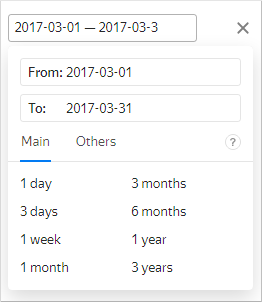 2017-03-01 — 2017-03-3
From: 2017-03-01
To: 2017-03-31
Main Others ?
1 day 3 months
3 days 6 months
1 week 1 year
1 month 3 years